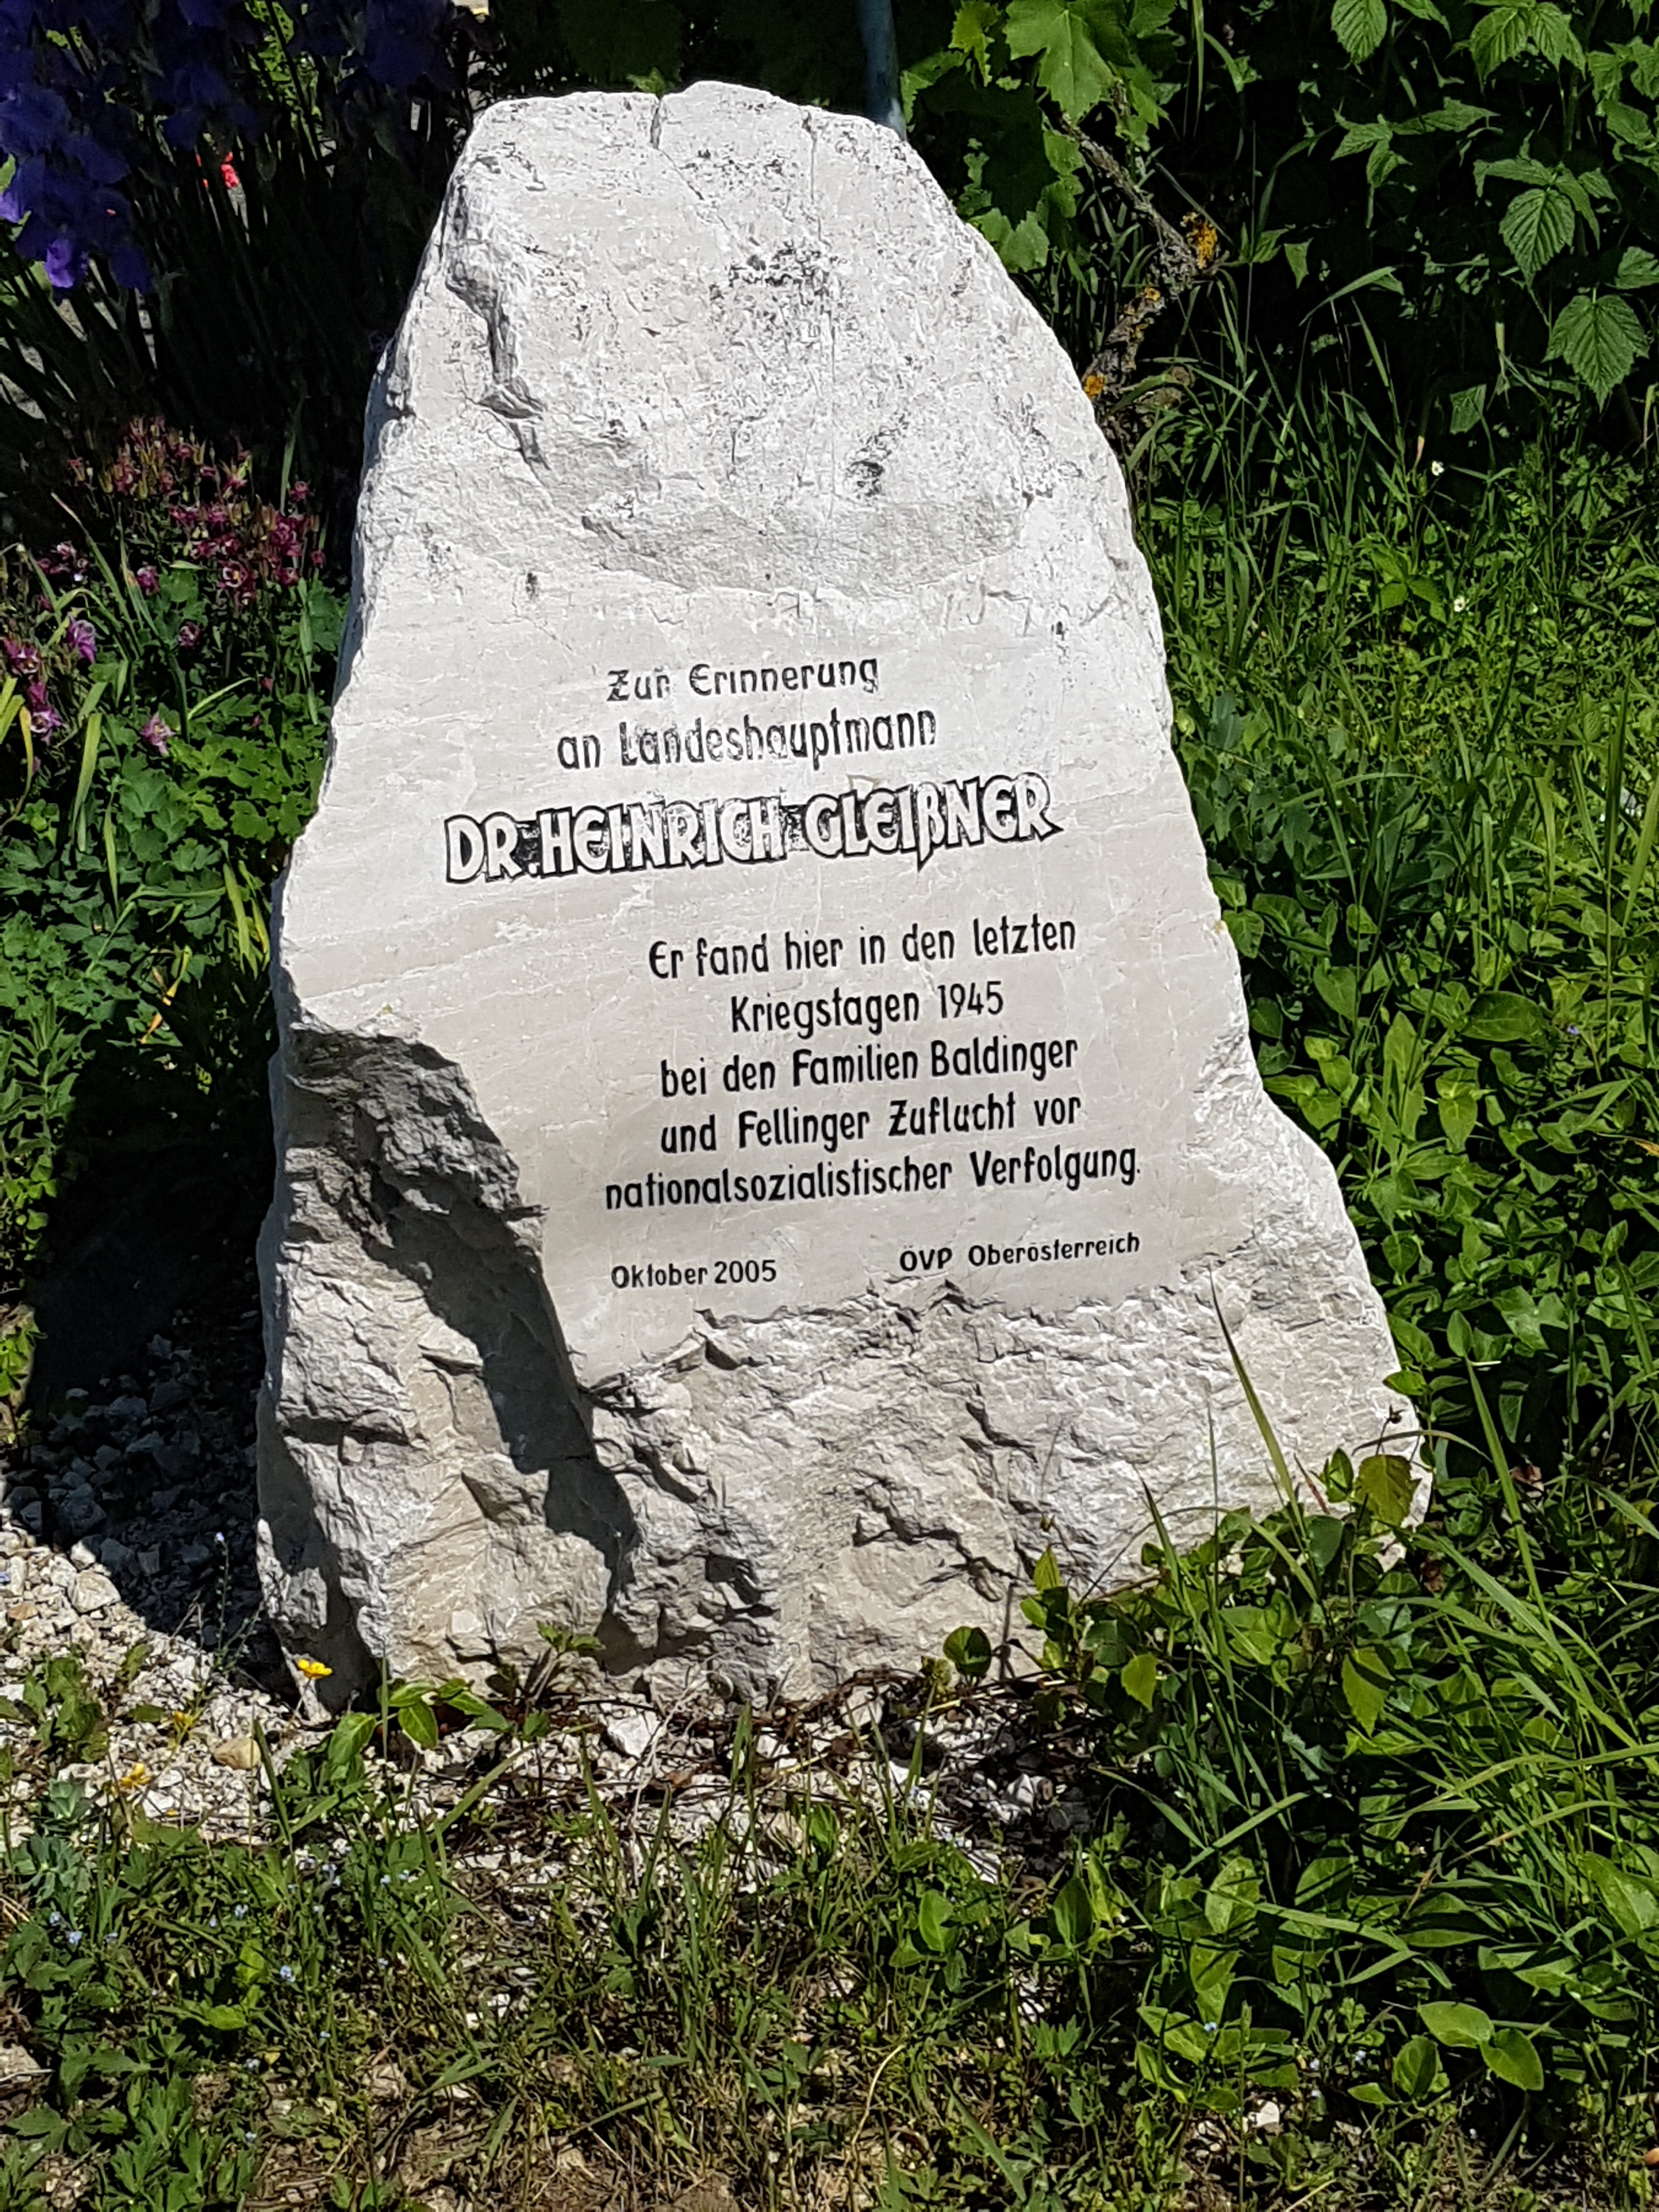 Zur Erinnerung
an Landeshauptmann
DR. HEINRICH GLEIßNER
Er fand hier in den letzten
Kriegstagen 1945
bei den Familien Baldinger
und Fellinger Zuflucht vor
nationalsozialistischer Verfolgung.
Oktober 2005 ÖVP Oberösterreich